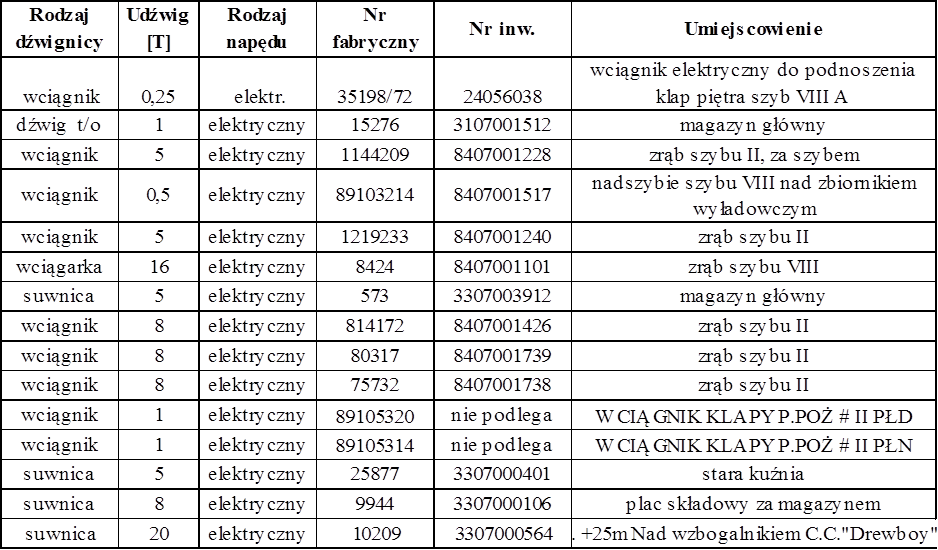 Rodzaj dźwignicy Udźwig [T] Rodzaj napędu Nr fabryczny Nr inw. Umiejscowienie
wciągnik 0,25 elektr. 35198/72 24056038 wciągnik elektryczny do podnoszenia klap piętra szyb VIII A
dźwig t/o 1 elektryczny 15276 3107001512 magazyn główny
wciągnik 5 elektryczny 1144209 8407001228 zrąb szybu II, za szybem
wciągnik 0,5 elektryczny 89103214 8407001517 nadszybie szybu VIII nad zbiornikiem wyładowczym
wciągnik 5 elektryczny 1219233 8407001240 zrąb szybu II
wciągarka 16 elektryczny 8424 8407001101 zrąb szybu VIII
suwnica 5 elektryczny 573 3307003912 magazyn główny
wciągnik 8 elektryczny 814172 8407001426 zrąb szybu II
wciągnik 8 elektryczny 80317 8407001739 zrąb szybu II
wciągnik 8 elektryczny 75732 8407001738 zrąb szybu II
wciągnik 1 elektryczny 89105320 nie podlega WCIĄGNIK KLAPY P.POŻ # II PŁD
wciągnik 1 elektryczny 89105314 nie podlega WCIĄGNIK KLAPY P.POŻ # II PŁN
suwnica 5 elektryczny 25877 3307000401 stara kuźnia
suwnica 8 elektryczny 9944 3307000106 plac składowy za magazynem
suwnica 20 elektryczny 10209 3307000564 . +25m Nad wzbogalnikiem C.C."Drewboy"